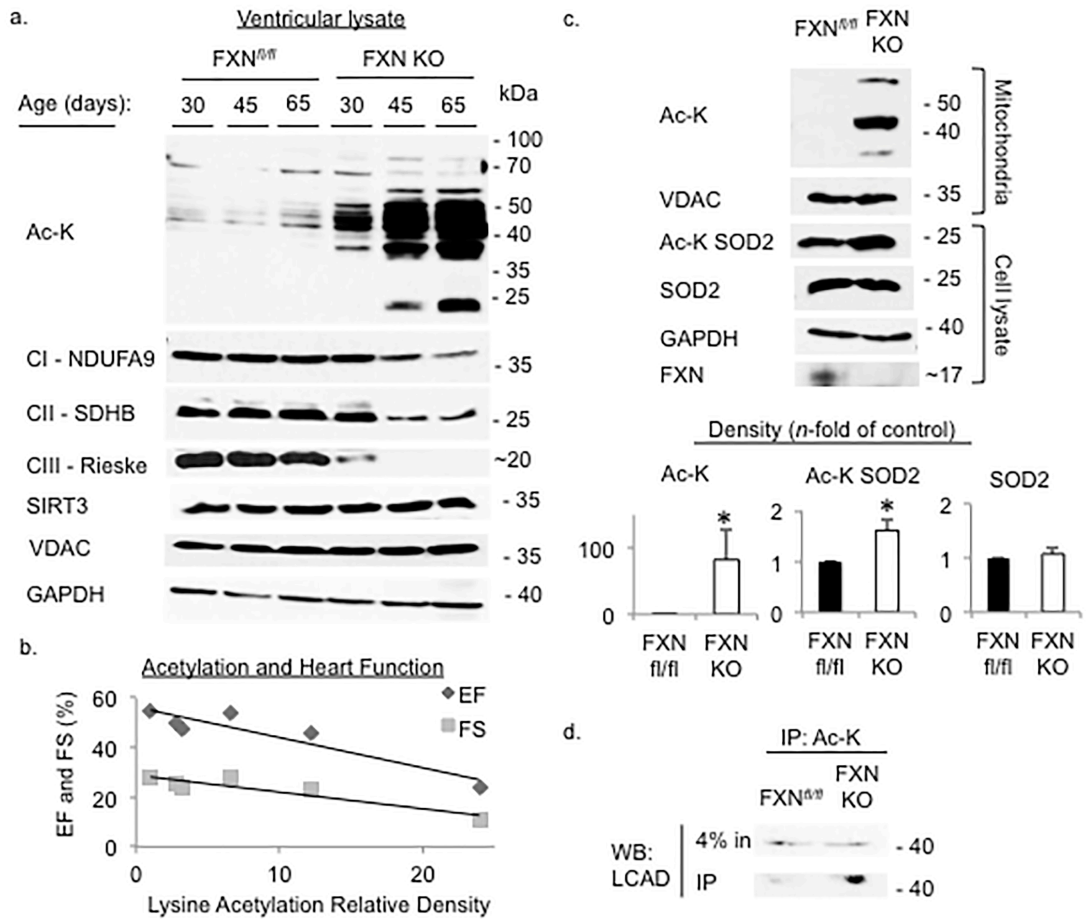 a.
Ventricular lysate
FXNfl/fl FXN KO
Age (days): 30 45 65 30 45 65 kDa
- 100
- 70
- 50
Ac-K
- 40
- 35
- 25
CI - NDUFA9 - 35
CII - SDHB - 25
CIII - Rieske ~20
SIRT3 - 35
VDAC - 35
GAPDH - 40
b.
Acetylation and Heart Function
EF
FS
EF and FS (%)
60
40
20
0
0 10 20
Lysine Acetylation Relative Density
c.
FXNfl/fl FXN KO
Ac-K - 50
- 40
VDAC - 35
Mitochondria
Ac-K SOD2 - 25
SOD2 - 25
GAPDH - 40
FXN ~17
Cell lysate
Density (n-fold of control)
Ac-K Ac-K SOD2 SOD2
100
0
*
FXN fl/fl FXN KO
2
1
0
*
FXN fl/fl FXN KO
2
1
0
FXN fl/fl FXN KO
d.
IP: Ac-K
FXNfl/fl FXN KO
WB: LCAD
4% in - 40
IP - 40